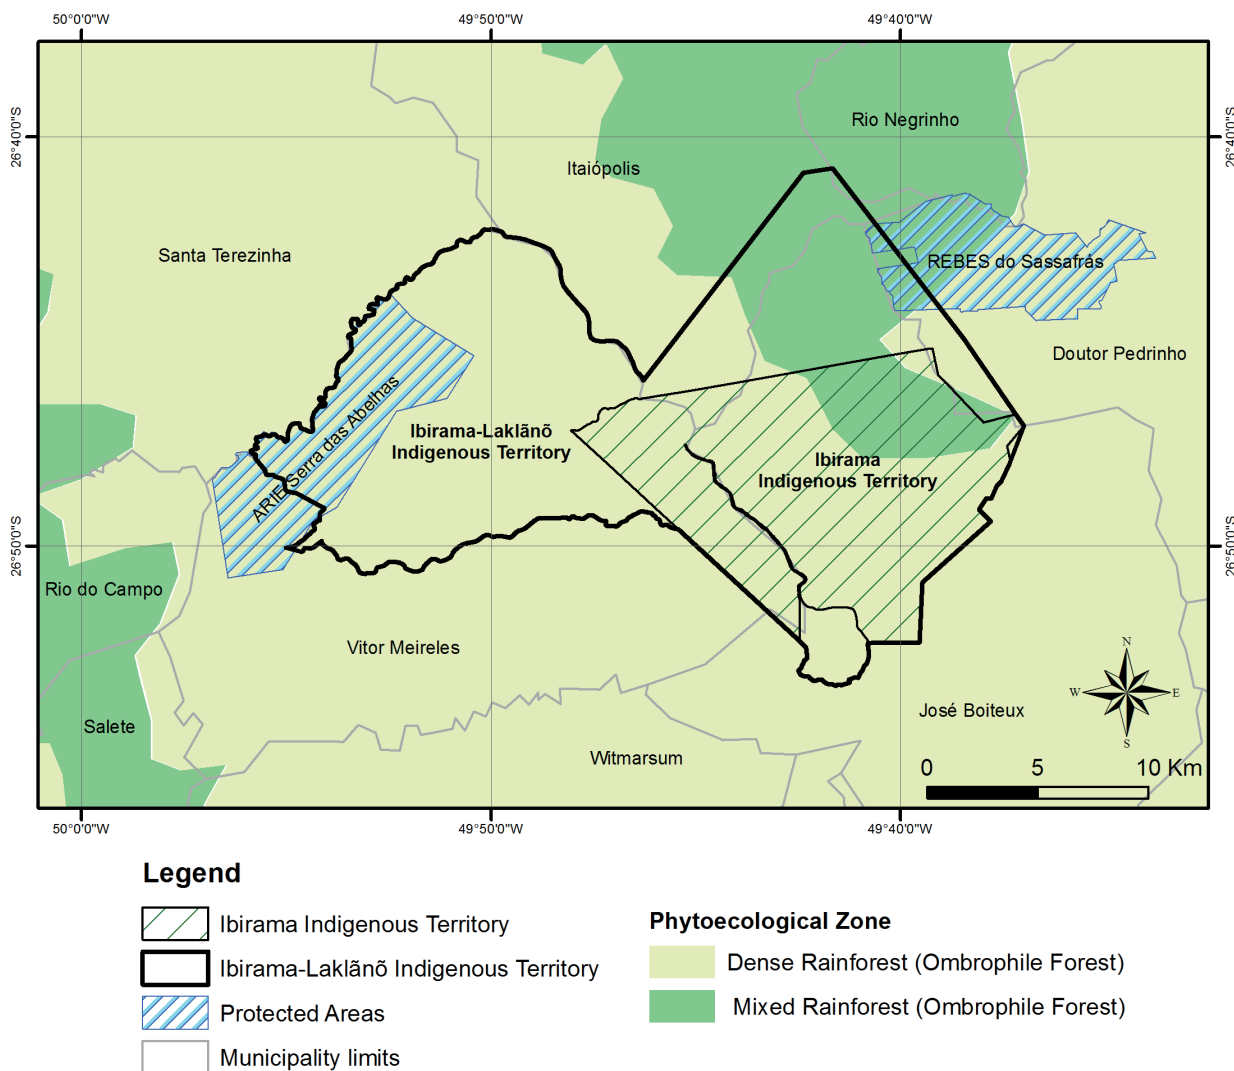 50°0'0"W
49°50'0"W
49°40'0"W
26°40'0"S
26°40'0"S
Rio Negrinho
Itaiópolis
Santa Terezinha
REBES do Sassafrás
Doutor Pedrinho
ARIE Serra das Abelhas
Ibirama-Laklãnõ
Indigenous Territory
Ibirama
Indigenous Territory
26°50'0"S
26°50'0"S
Rio do Campo
Vitor Meireles
N
W
E
S
José Boiteux
Salete
Witmarsum
0
5
10 Km
50°0'0"W
49°50'0"W
49°40'0"W
Legend
Ibirama Indigenous Territory
Ibirama-Laklãnõ Indigenous Territory
Protected Areas
Municipality limits
Phytoecological Zone
Dense Rainforest (Ombrophile Forest)
Mixed Rainforest (Ombrophile Forest)